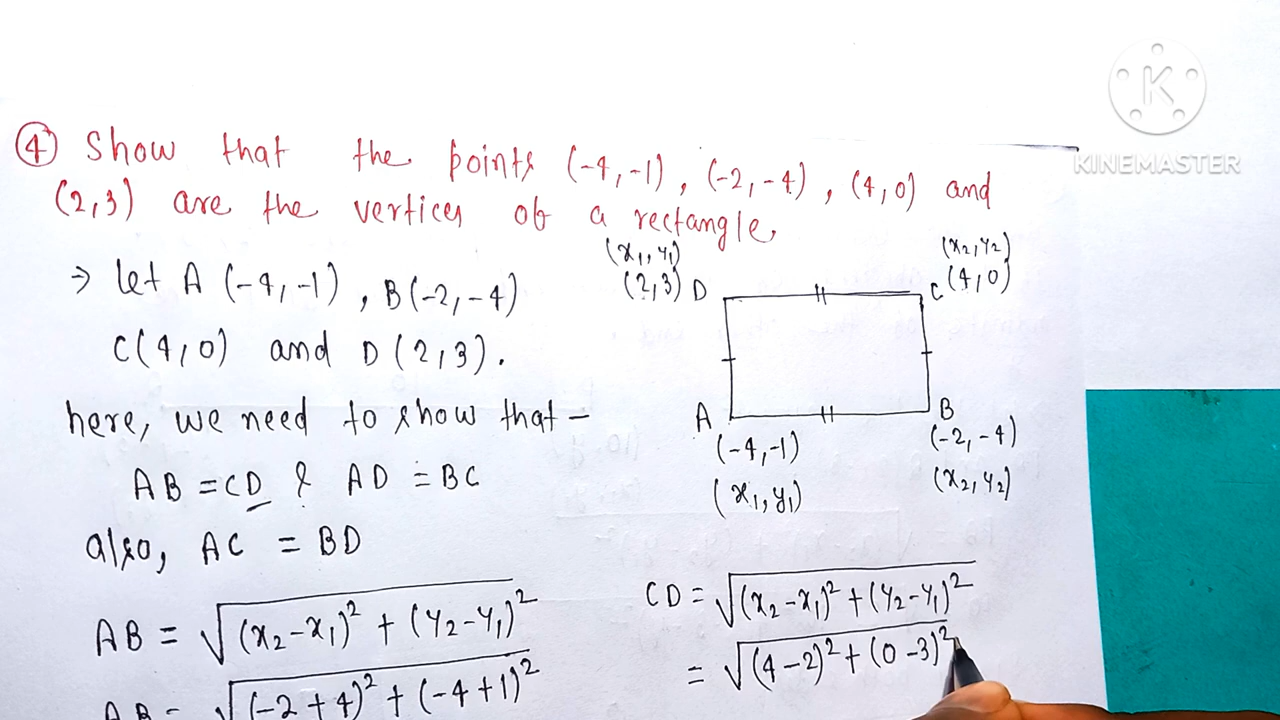 K
KINEMASTER
④ Show that the points (-4,-1), (-2,-4), (4,0) and
(2,3) are the vertices of a rectangle.
→ let A (-4,-1), B(-2,-4)
C(4,0) and D(2,3).
here, we need to show that -
AB = CD & AD = BC
also, AC = BD
AB = √(x₂-x₁)² + (y₂-y₁)²
AB = √(-2+4)² + (-4+1)²
(x₁,y₁)
(2,3) D
(x₂,y₂)
C (4,0)
A
(-4,-1)
(x₁,y₁)
B
(-2,-4)
(x₂,y₂)
CD = √(x₂-x₁)² + (y₂-y₁)²
= √(4-2)² + (0-3)²